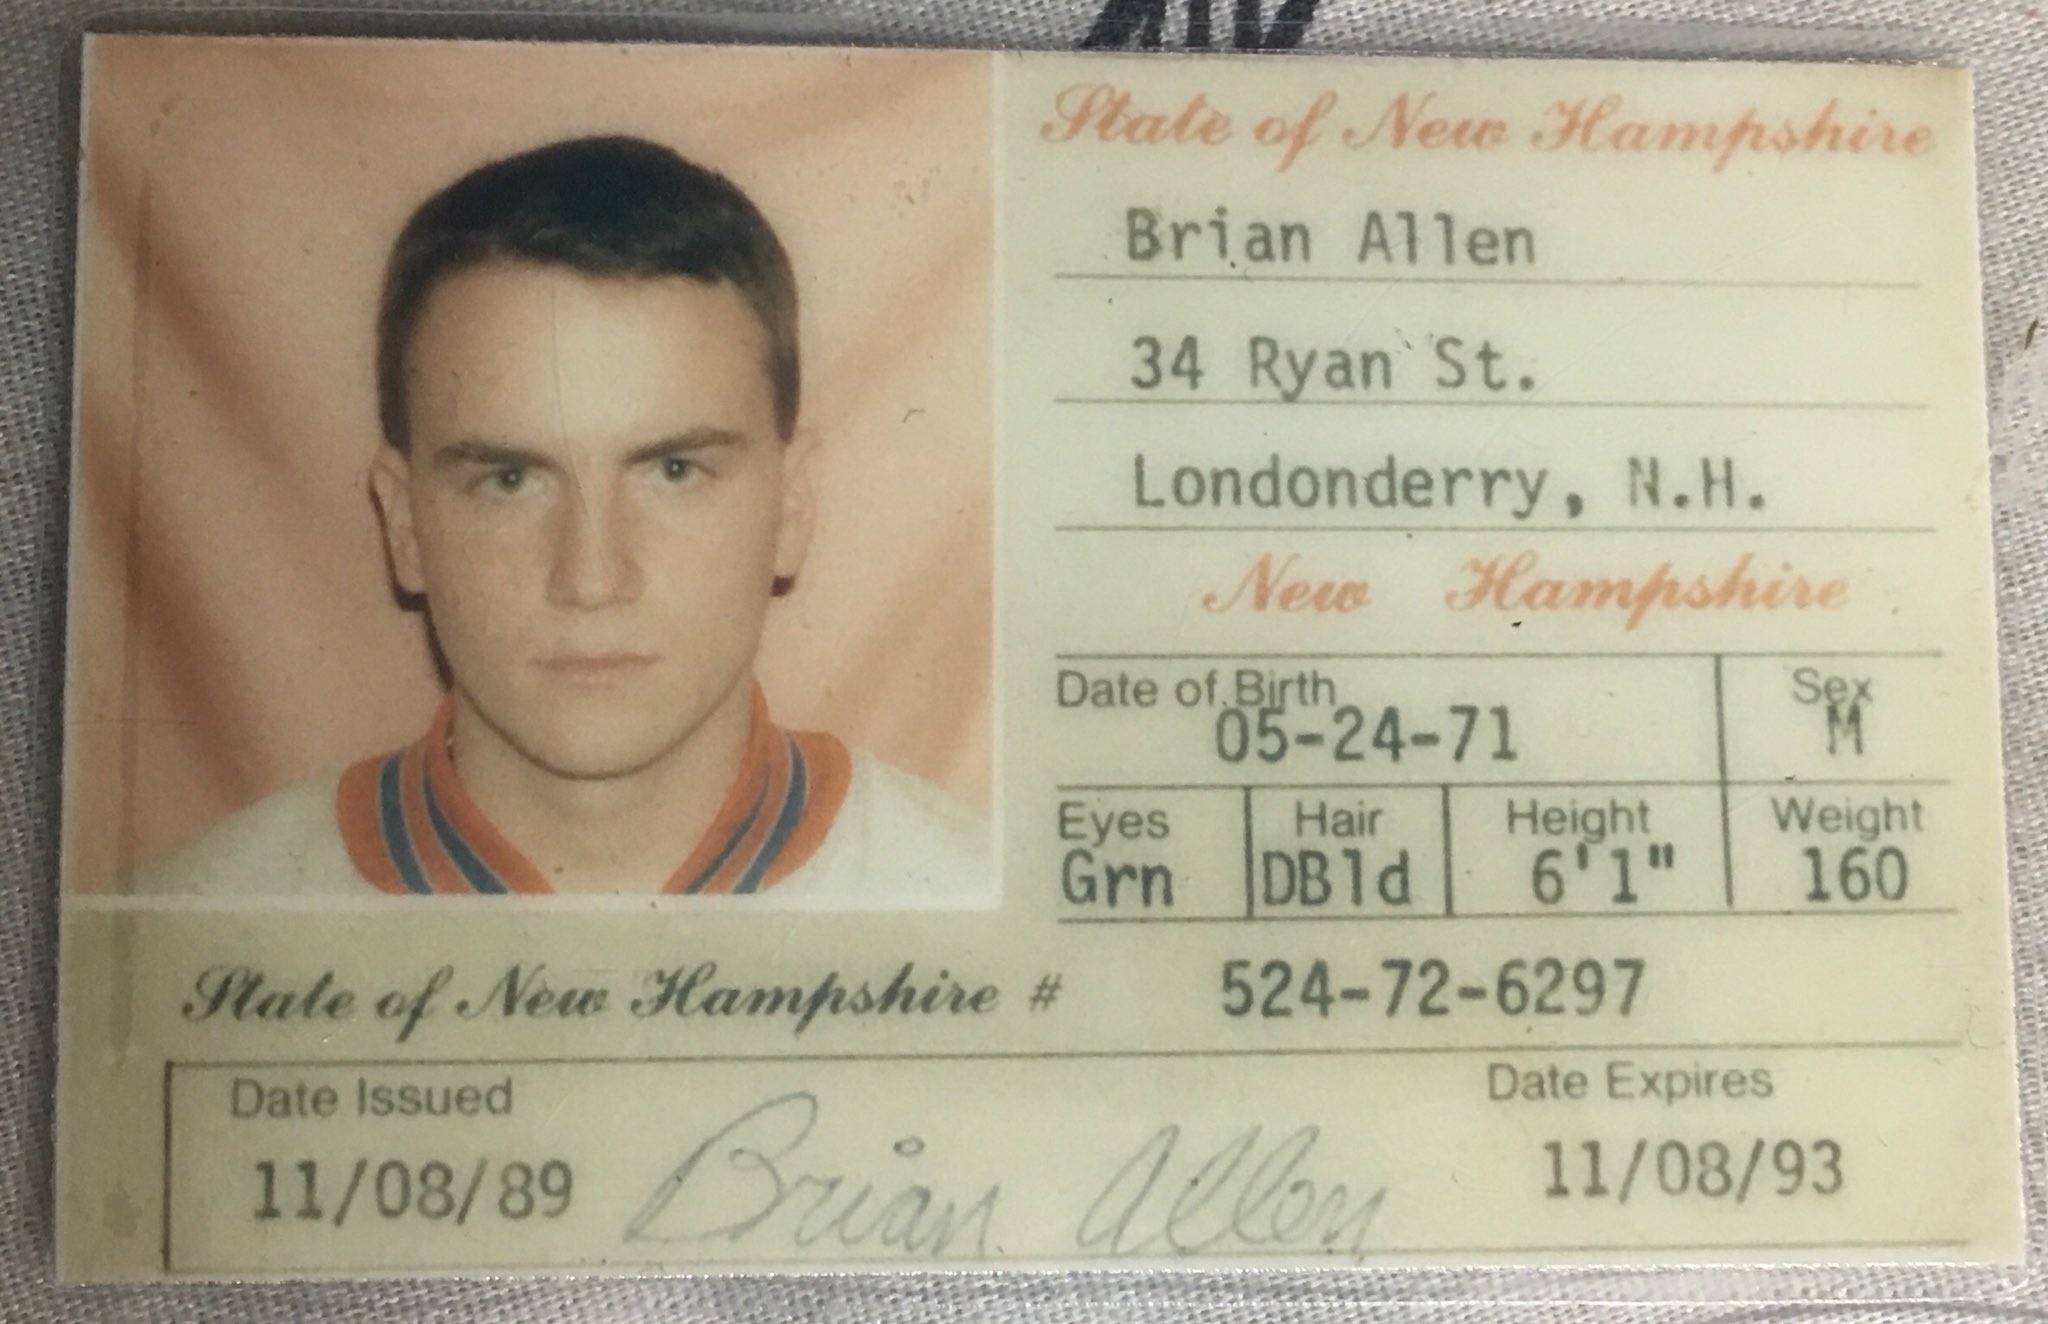 State of New Hampshire
Brian Allen
34 Ryan St.
Londonderry, N.H.
New Hampshire
Date of Birth
05-24-71
Sex
M
Eyes
Grn
Hair
DBld
Height
6'1"
Weight
160
State of New Hampshire # 524-72-6297
Date Issued
11/08/89
Brian Allen
Date Expires
11/08/93